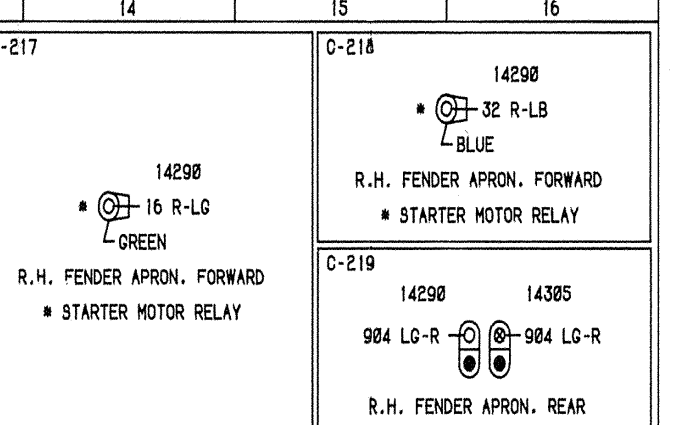 14 15 16
-217
14290
* 16 R-LG
GREEN
R.H. FENDER APRON. FORWARD
* STARTER MOTOR RELAY
C-218
14290
* 32 R-LB
BLUE
R.H. FENDER APRON. FORWARD
* STARTER MOTOR RELAY
C-219
14290 14305
904 LG-R 904 LG-R
R.H. FENDER APRON. REAR